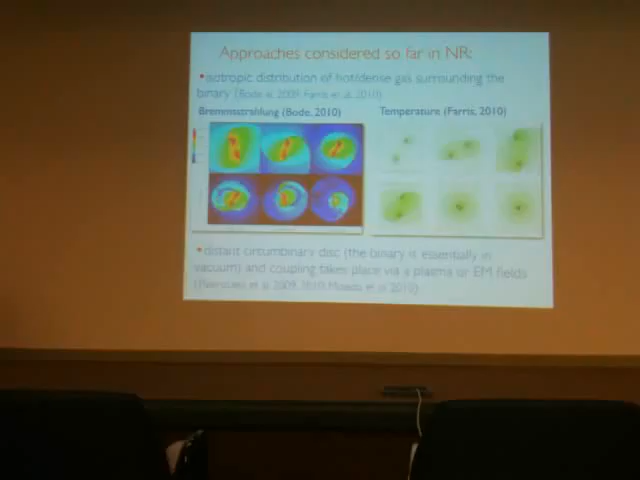 Approaches considered so far in NR:
•isotropic distribution of hot/dense gas surrounding the
binary (Bode et al. 2009, Farris et al. 2010)
Bremsstrahlung (Bode, 2010) Temperature (Farris, 2010)
•distant circumbinary disc (the binary is essentially in
vacuum) and coupling takes place via a plasma or EM fields
(Palenzuela et al 2009, 2010 et al 2010)